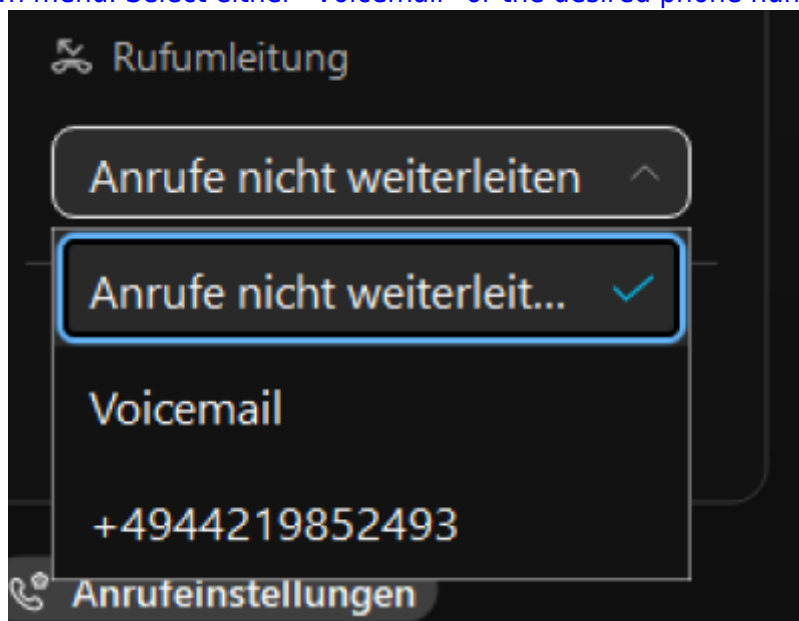 Rufumleitung
Anrufe nicht weiterleiten
Anrufe nicht weiterleit...
Voicemail
+4944219852493
Anrufeinstellungen